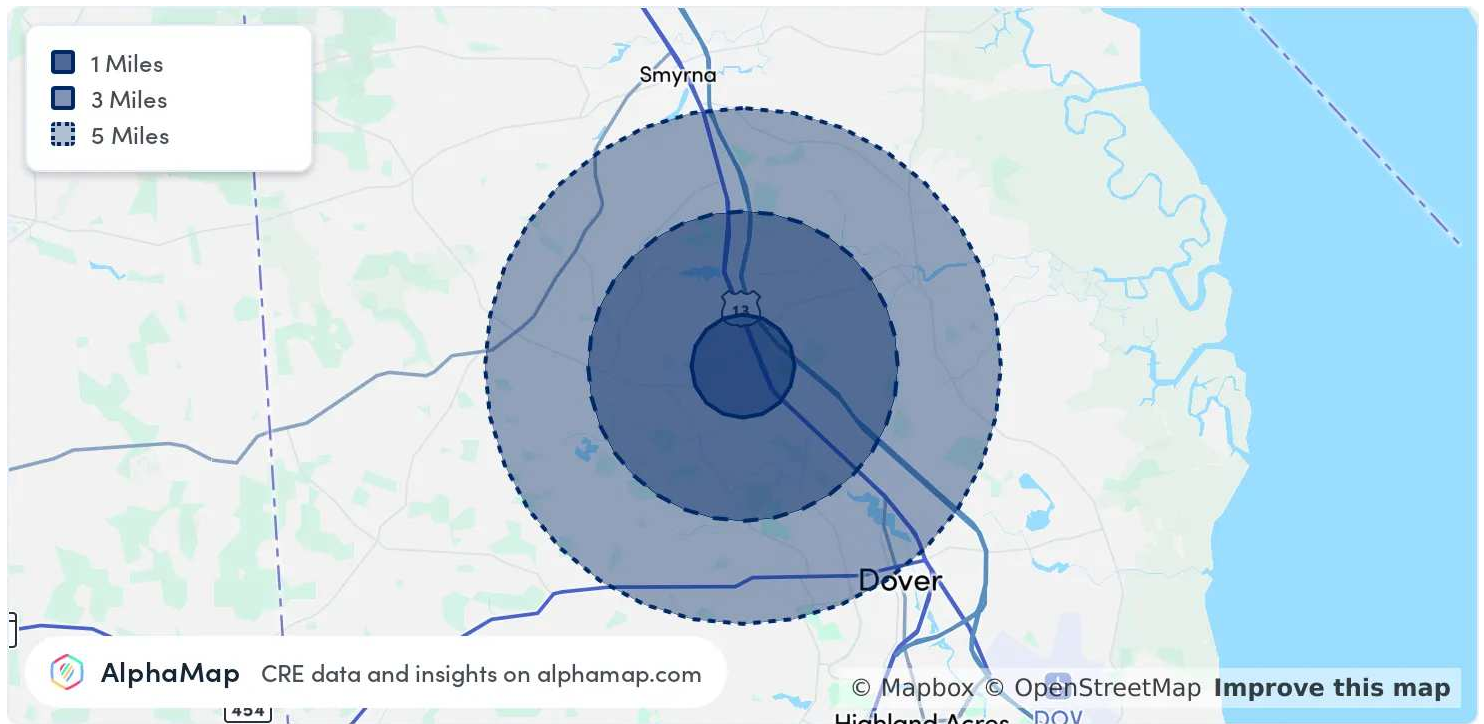 1 Miles
3 Miles
5 Miles
Smyrna
13
Dover
AlphaMap CRE data and insights on alphamap.com
© Mapbox © OpenStreetMap Improve this map
454
Highland Acres
DOV